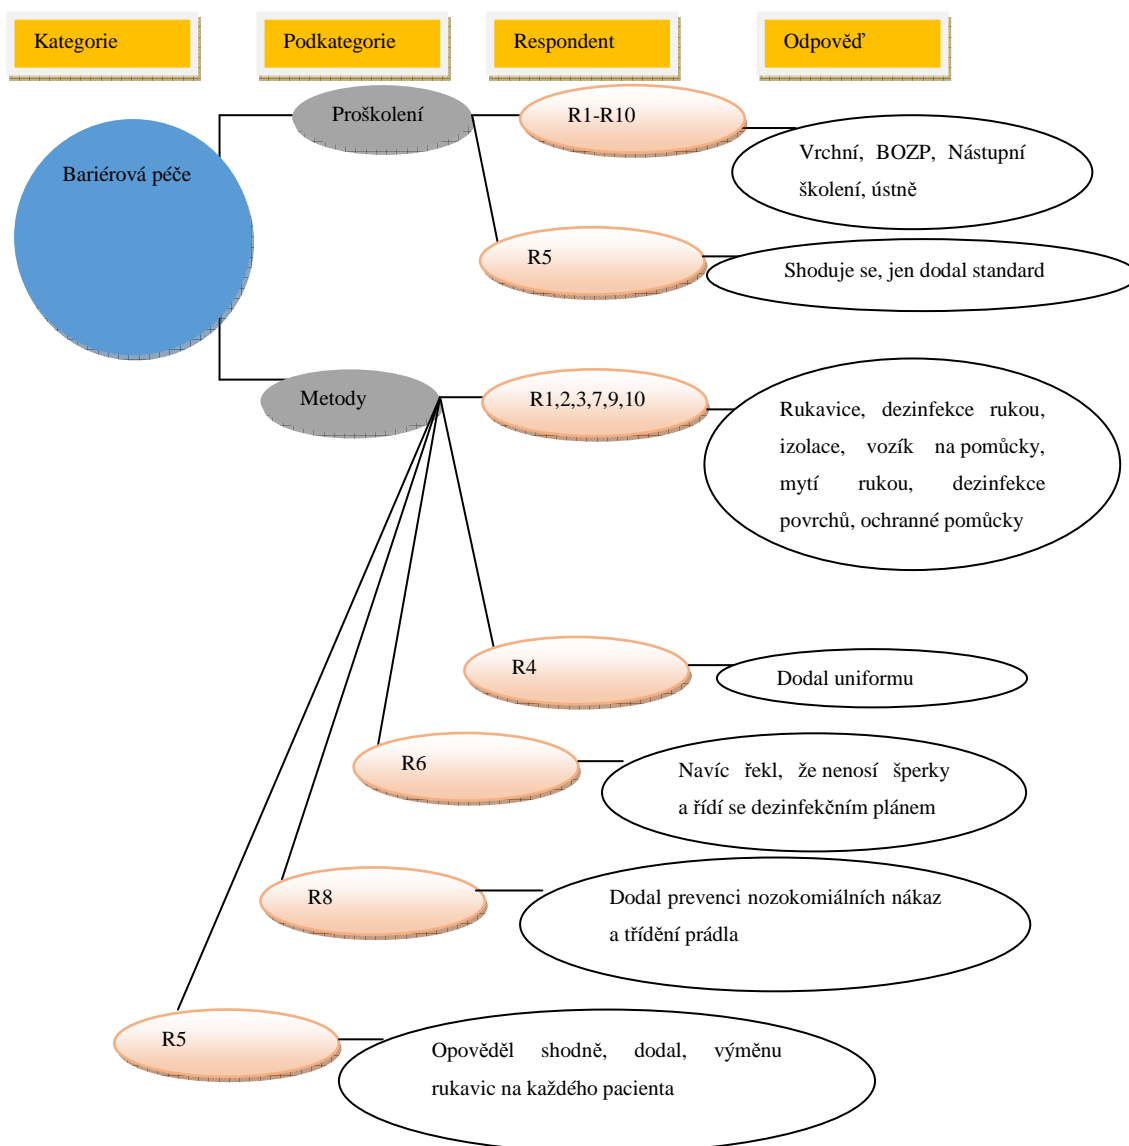 Kategorie
Podkategorie
Respondent
Odpověď
Bariérová péče
Proškolení
R1-R10
Vrchní, BOZP, Nástupní
školení, ústně
R5
Shoduje se, jen dodal standard
Metody
R1,2,3,7,9,10
Rukavice, dezinfekce rukou,
izolace, vozík na pomůcky,
mytí rukou, dezinfekce
povrchů, ochranné pomůcky
R4
Dodal uniformu
R6
Navíc řekl, že nenosí šperky
a řídí se dezinfekčním plánem
R8
Dodal prevenci nozokomiálních nákaz
a třídění prádla
R5
Opověděl shodně, dodal, výměnu
rukavic na každého pacienta